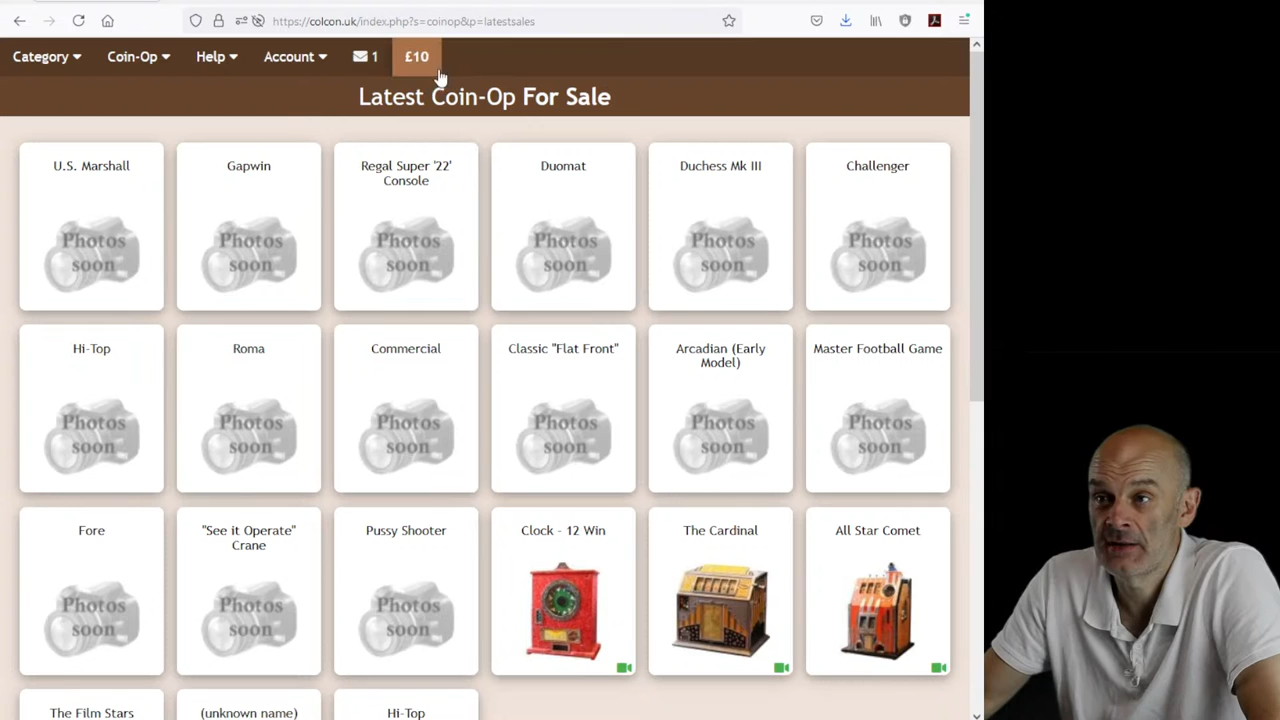 https://colcon.uk/index.php?s=coinop&p=latestsales
Category Coin-Op Help Account 1 £10
Latest Coin-Op For Sale
U.S. Marshall
Photos
soon
Gapwin
Photos
soon
Regal Super '22'
Console
Photos
soon
Duomat
Photos
soon
Duchess Mk III
Photos
soon
Challenger
Photos
soon
Hi-Top
Photos
soon
Roma
Photos
soon
Commercial
Photos
soon
Classic "Flat Front"
Photos
soon
Arcadian (Early
Model)
Photos
soon
Master Football Game
Photos
soon
Fore
Photos
soon
"See it Operate"
Crane
Photos
soon
Pussy Shooter
Photos
soon
Clock - 12 Win
The Cardinal
All Star Comet
The Film Stars
(unknown name)
Hi-Top